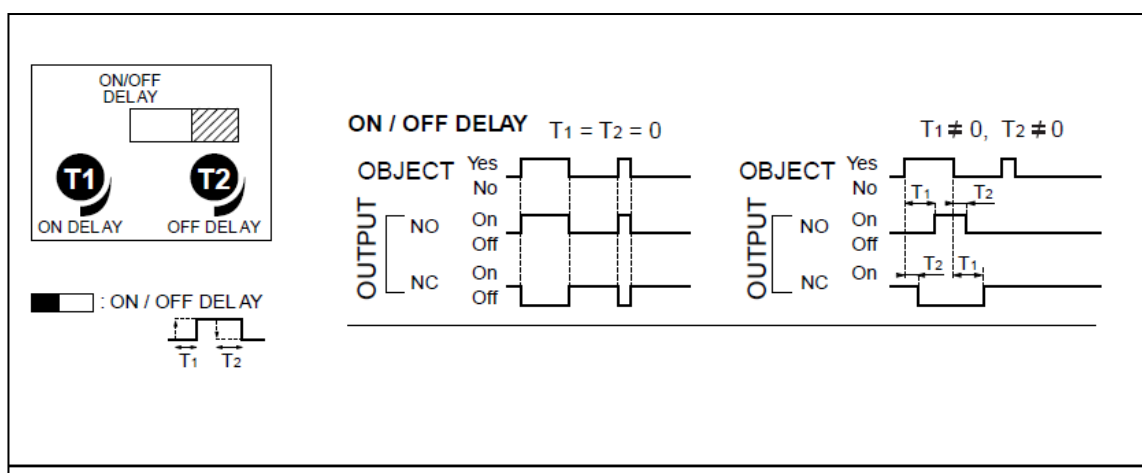 ON/OFF
DELAY
T1
T2
ON DELAY
OFF DELAY
: ON / OFF DELAY
T1
T2
ON / OFF DELAY
T1 = T2 = 0
OBJECT
Yes
No
OUTPUT
NO
On
Off
NC
On
Off
T1 ≠ 0, T2 ≠ 0
OBJECT
Yes
No
T1
T2
OUTPUT
NO
On
Off
T2
T1
NC
On